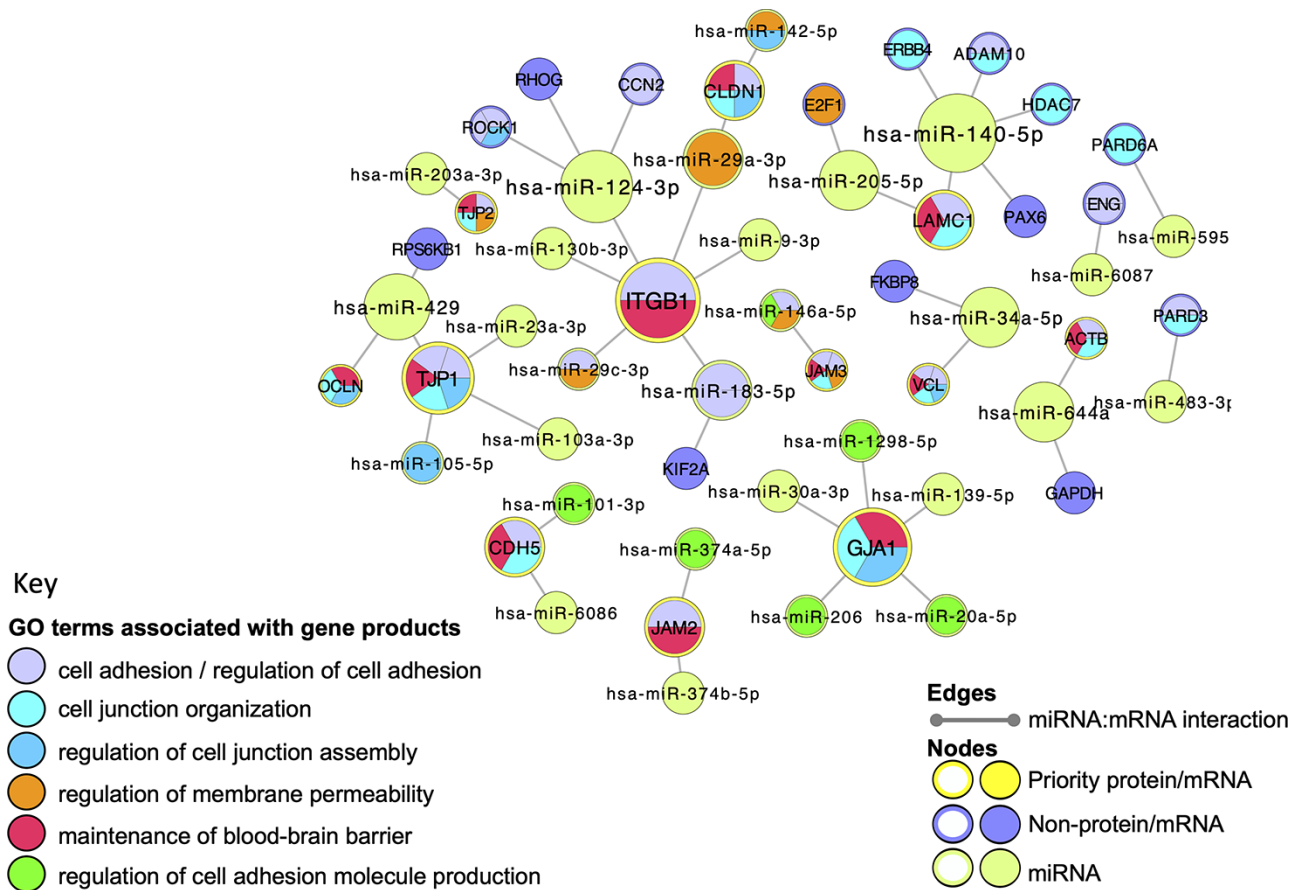 hsa-miR-142-5p
ERBB4
ADAM10
RHOG
CCN2
CLDN1
E2F1
HDAC7
ROCK1
hsa-miR-140-5p
PARD6A
hsa-miR-29a-3p
hsa-miR-203a-3p
hsa-miR-124-3p
hsa-miR-205-5p
TJP2
LAMC1
PAX6
ENG
hsa-miR-595
RPS6KB1
hsa-miR-130b-3p
hsa-miR-9-3p
hsa-miR-6087
FKBP8
ITGB1
hsa-miR-429
hsa-miR-146a-5p
hsa-miR-34a-5p
PARD3
hsa-miR-23a-3p
ACTB
OCLN
TJP1
hsa-miR-29c-3p
JAM3
VCL
hsa-miR-183-5p
hsa-miR-644a
hsa-miR-483-3p
hsa-miR-103a-3p
hsa-miR-1298-5p
hsa-miR-105-5p
KIF2A
hsa-miR-30a-3p
hsa-miR-139-5p
GAPDH
hsa-miR-101-3p
CDH5
hsa-miR-374a-5p
GJA1
hsa-miR-6086
JAM2
hsa-miR-206
hsa-miR-20a-5p
hsa-miR-374b-5p
Key
GO terms associated with gene products
cell adhesion / regulation of cell adhesion
cell junction organization
regulation of cell junction assembly
regulation of membrane permeability
maintenance of blood-brain barrier
regulation of cell adhesion molecule production
Edges
miRNA:mRNA interaction
Nodes
Priority protein/mRNA
Non-protein/mRNA
miRNA